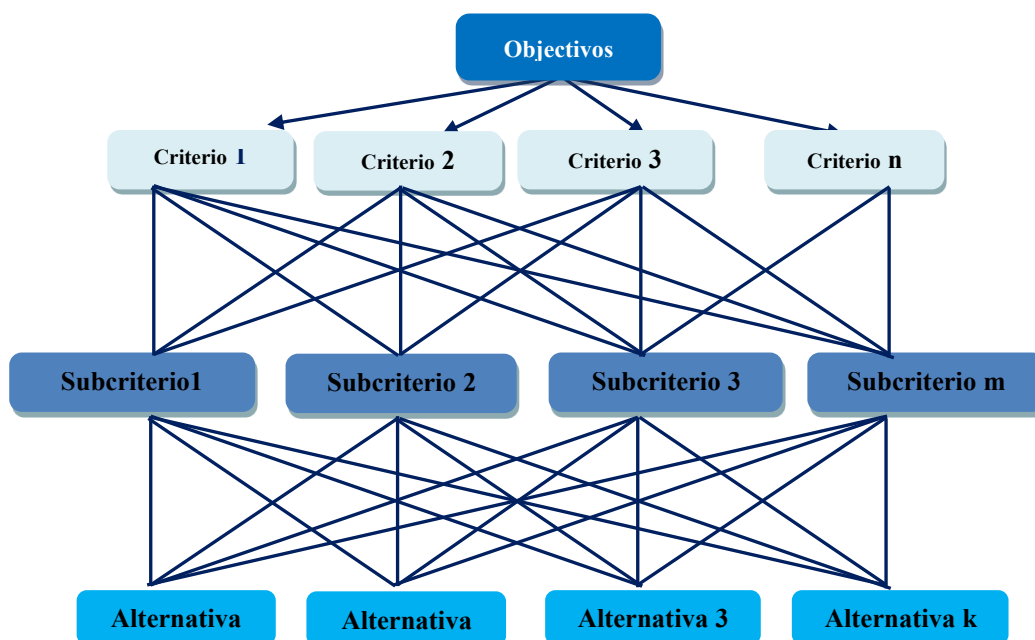 Objectivos
Criterio 1
Criterio 2
Criterio 3
Criterio n
Subcriterio1
Subcriterio 2
Subcriterio 3
Subcriterio m
Alternativa
Alternativa
Alternativa 3
Alternativa k